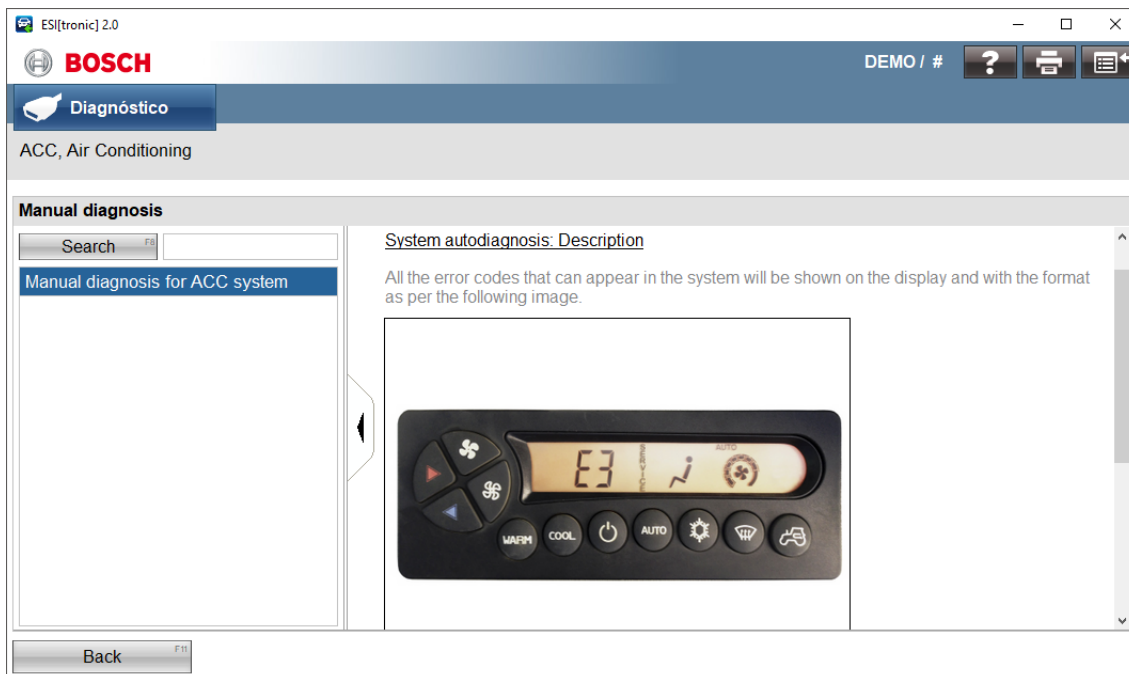 ESI[tronic] 2.0
BOSCH
DEMO / #
?
Diagnóstico
ACC, Air Conditioning
Manual diagnosis
Search F8
System autodiagnosis: Description
Manual diagnosis for ACC system
All the error codes that can appear in the system will be shown on the display and with the format
as per the following image.
E3
SERVICE
AUTO
WARM
COOL
AUTO
Back F11